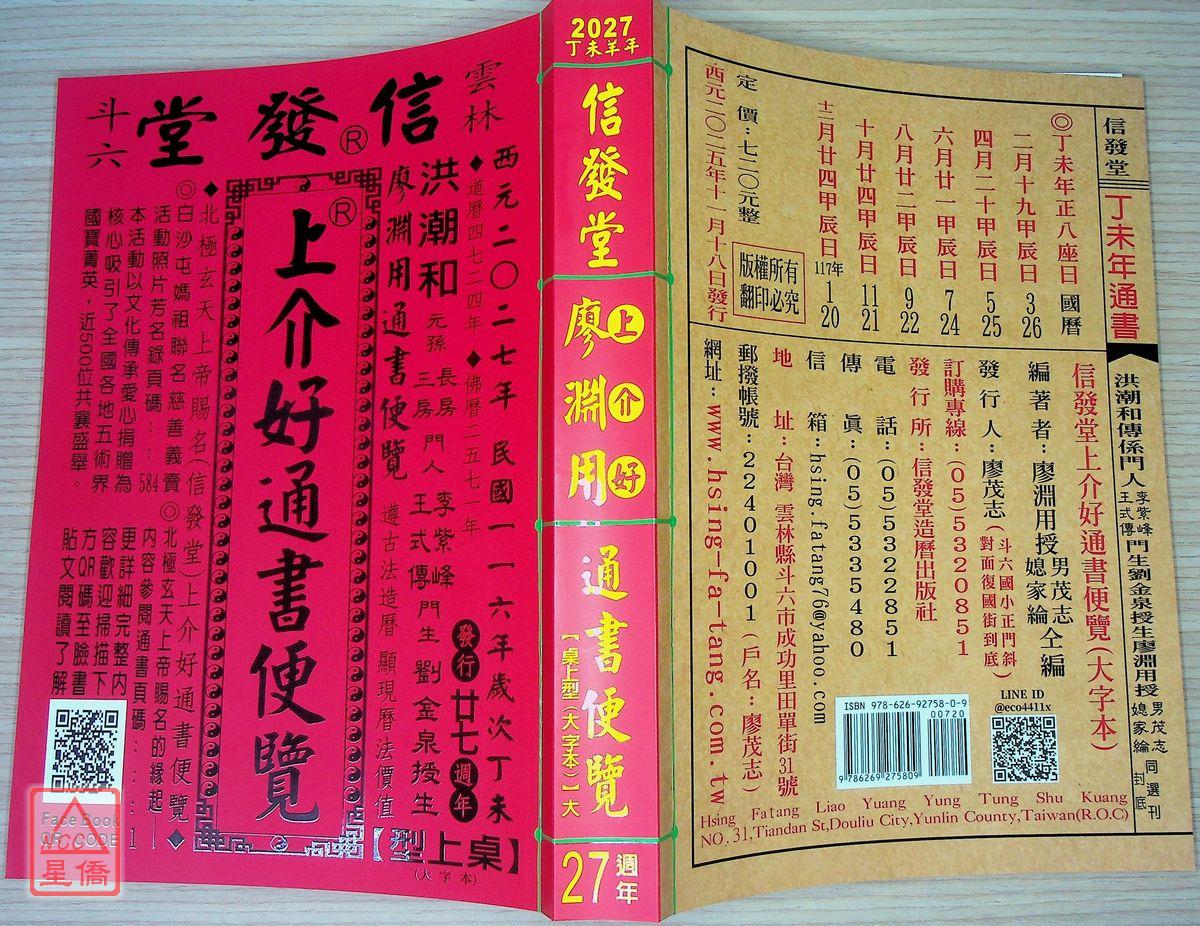 雲林
斗六
信發堂®
西元二〇二七年 民國一一六年歲次丁未
◆道曆四七二四年◆佛曆二五七一年
洪潮和 元孫 長房 三房 門人 李紫峰 王式傳 門生 劉金泉 授生
廖淵用通書便覽 遵古法造曆 顯現曆法價值
發行廿七週年
®
上介好通書便覽
◆北極玄天上帝賜名(信發堂)上介好通書便覽◆
◎白沙屯媽祖聯名慈善義賣
活動照片芳名錄頁碼::584
本活動以文化傳承愛心捐贈為
核心吸引了全國各地五術界
國寶菁英,近500位共襄盛舉。
◎北極玄天上帝賜名的緣起—
內容參閱通書頁碼:::1
更詳細完整內
容歡迎掃描下
方QR碼至臉書
貼文閱讀了解
【桌上型】
(大字本)
Face Book
QR CODE
星僑
2027
丁未羊年
信發堂
上介好
廖淵用
通書便覽
【桌上型(大字本)】大
27週年
信發堂
丁未年通書
洪潮和傳係門人 李紫峰 王式傳 門生劉金泉授生廖淵用授 男茂志 媳家綸 同選刊 封底
◎丁未年正八座日 國曆
二月十九甲辰日 3 26
四月二十甲辰日 5 25
六月廿一甲辰日 7 24
八月廿二甲辰日 9 22
十月廿四甲辰日 11 21
十二月廿四甲辰日 117年 1 20
定價:七二〇元整
西元二〇二五年十一月十八日發行
版權所有
翻印必究
信發堂上介好通書便覽(大字本)
編著者:廖淵用授 男茂志 媳家綸 仝編
發行人:廖茂志(斗六國小正門斜對面復國街到底)
訂購專線:(05)5320851
發行所:信發堂造曆出版社
電話:(05)5322851
傳真:(05)5335480
信箱:hsing.fatang76@yahoo.com
地址:台灣 雲林縣斗六市成功里田單街31號
郵撥帳號:22401001(戶名:廖茂志)
網址:www.hsing-fa-tang.com.tw
ISBN 978-626-92758-0-9
00720
9 786269 275809
LINE ID
@eco4411x
Hsing Fatang Liao Yuang Yung Tung Shu Kuang
NO.31,Tiandan St,Douliu City,Yunlin County,Taiwan(R.O.C)